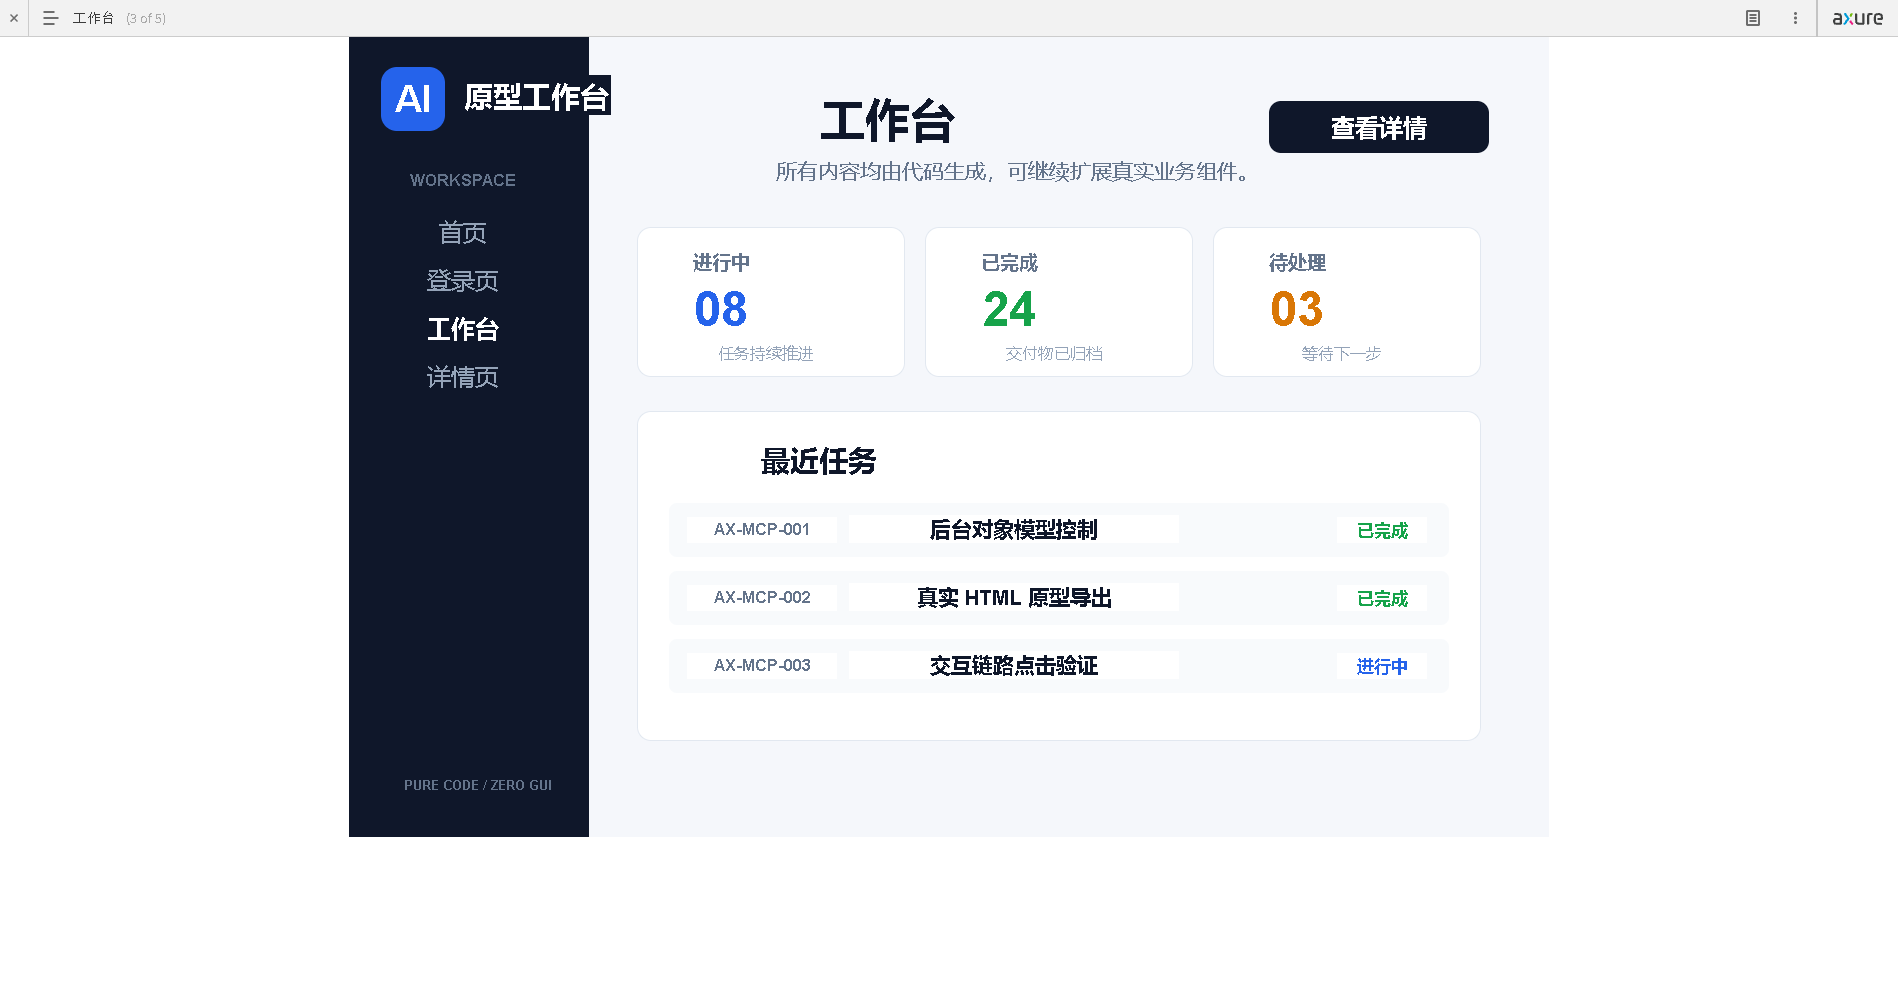 工作台 (3 of 5)
axure
AI 原型工作台
WORKSPACE
首页
登录页
工作台
详情页
PURE CODE / ZERO GUI
工作台
所有内容均由代码生成，可继续扩展真实业务组件。
查看详情
进行中
08
任务持续推进
已完成
24
交付物已归档
待处理
03
等待下一步
最近任务
AX-MCP-001 后台对象模型控制 已完成
AX-MCP-002 真实 HTML 原型导出 已完成
AX-MCP-003 交互链路点击验证 进行中